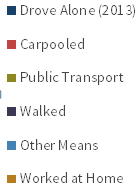 Drove Alone (2013)
Carpooled
Public Transport
Walked
Other Means
Worked at Home